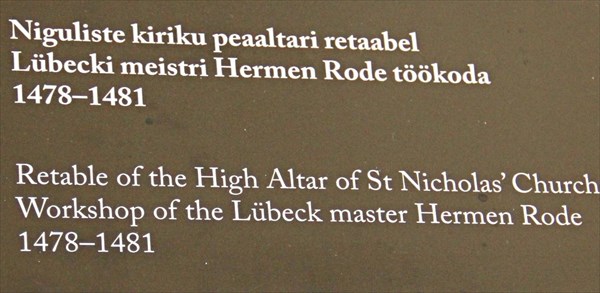 Niguliste kiriku peaaltari retaabel
Lübecki meistri Hermen Rode töökoda
1478–1481
Retable of the High Altar of St Nicholas’ Church
Workshop of the Lübeck master Hermen Rode
1478–1481